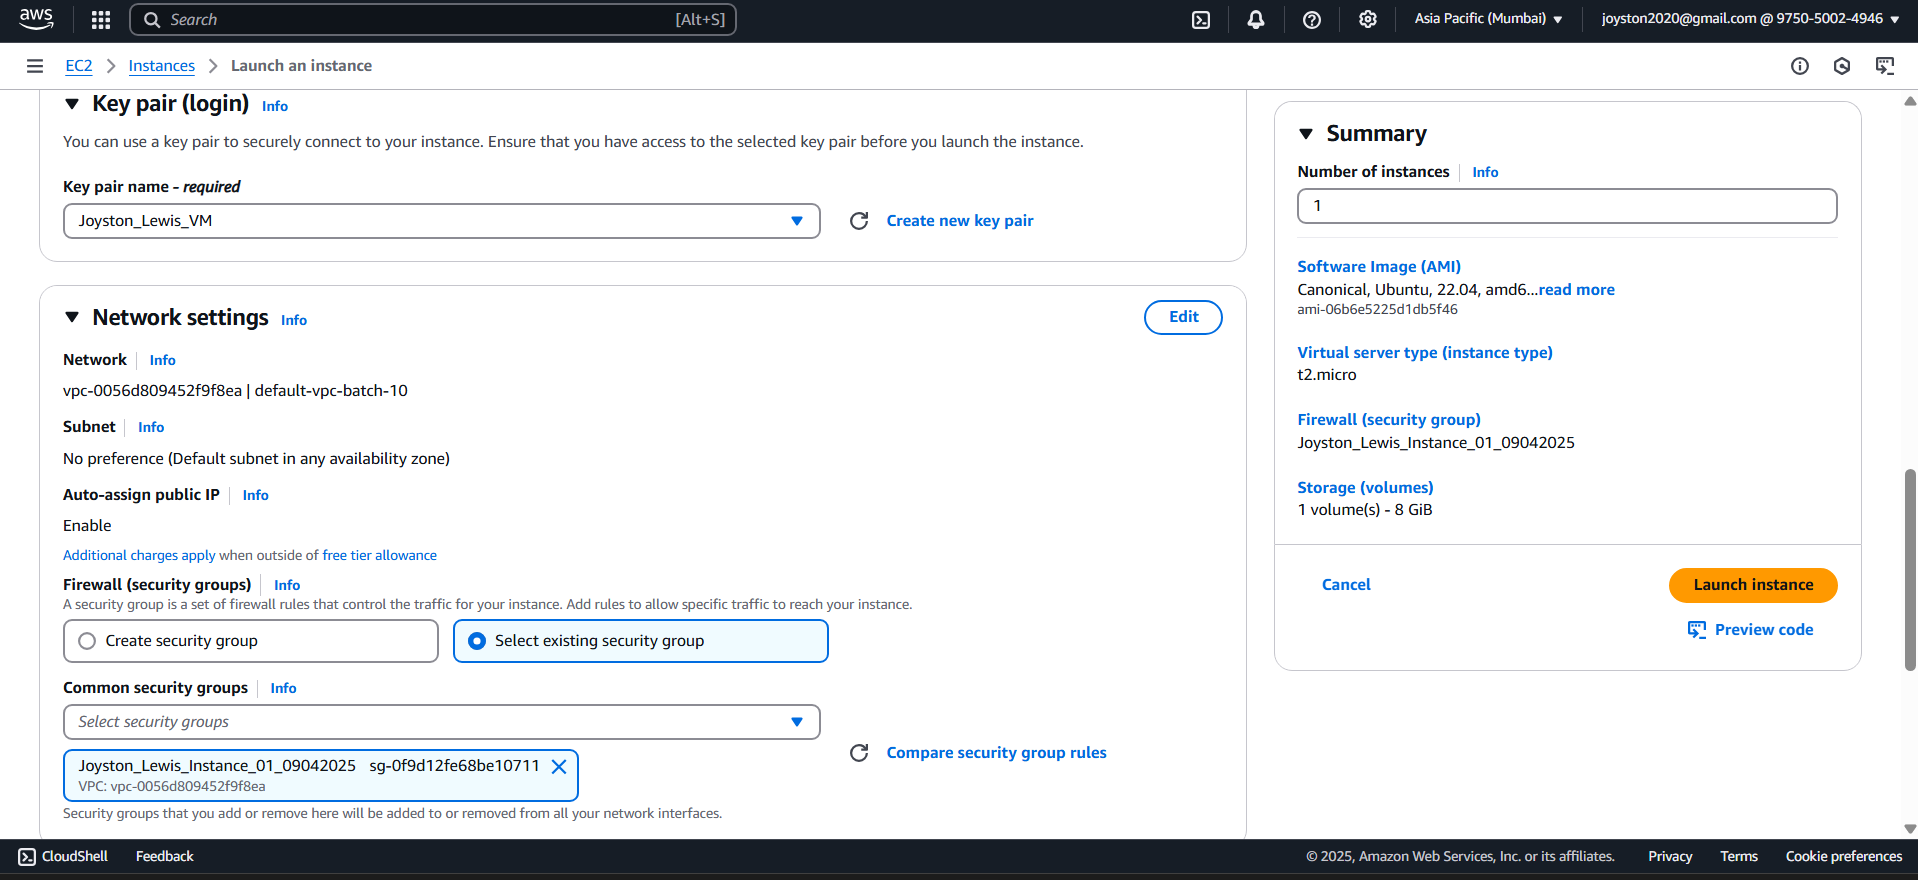 aws
Search [Alt+S]
Asia Pacific (Mumbai)
joyston2020@gmail.com @ 9750-5002-4946
EC2 > Instances > Launch an instance
Key pair (login) Info
You can use a key pair to securely connect to your instance. Ensure that you have access to the selected key pair before you launch the instance.
Key pair name - required
Joyston_Lewis_VM
Create new key pair
Network settings Info
Edit
Network Info
vpc-0056d809452f9f8ea | default-vpc-batch-10
Subnet Info
No preference (Default subnet in any availability zone)
Auto-assign public IP Info
Enable
Additional charges apply when outside of free tier allowance
Firewall (security groups) Info
A security group is a set of firewall rules that control the traffic for your instance. Add rules to allow specific traffic to reach your instance.
Create security group
Select existing security group
Common security groups Info
Select security groups
Joyston_Lewis_Instance_01_09042025 sg-0f9d12fe68be10711
VPC: vpc-0056d809452f9f8ea
Compare security group rules
Security groups that you add or remove here will be added to or removed from all your network interfaces.
Summary
Number of instances Info
1
Software Image (AMI)
Canonical, Ubuntu, 22.04, amd6...read more
ami-06b6e5225d1db5f46
Virtual server type (instance type)
t2.micro
Firewall (security group)
Joyston_Lewis_Instance_01_09042025
Storage (volumes)
1 volume(s) - 8 GiB
Cancel
Launch instance
Preview code
CloudShell
Feedback
© 2025, Amazon Web Services, Inc. or its affiliates.
Privacy
Terms
Cookie preferences